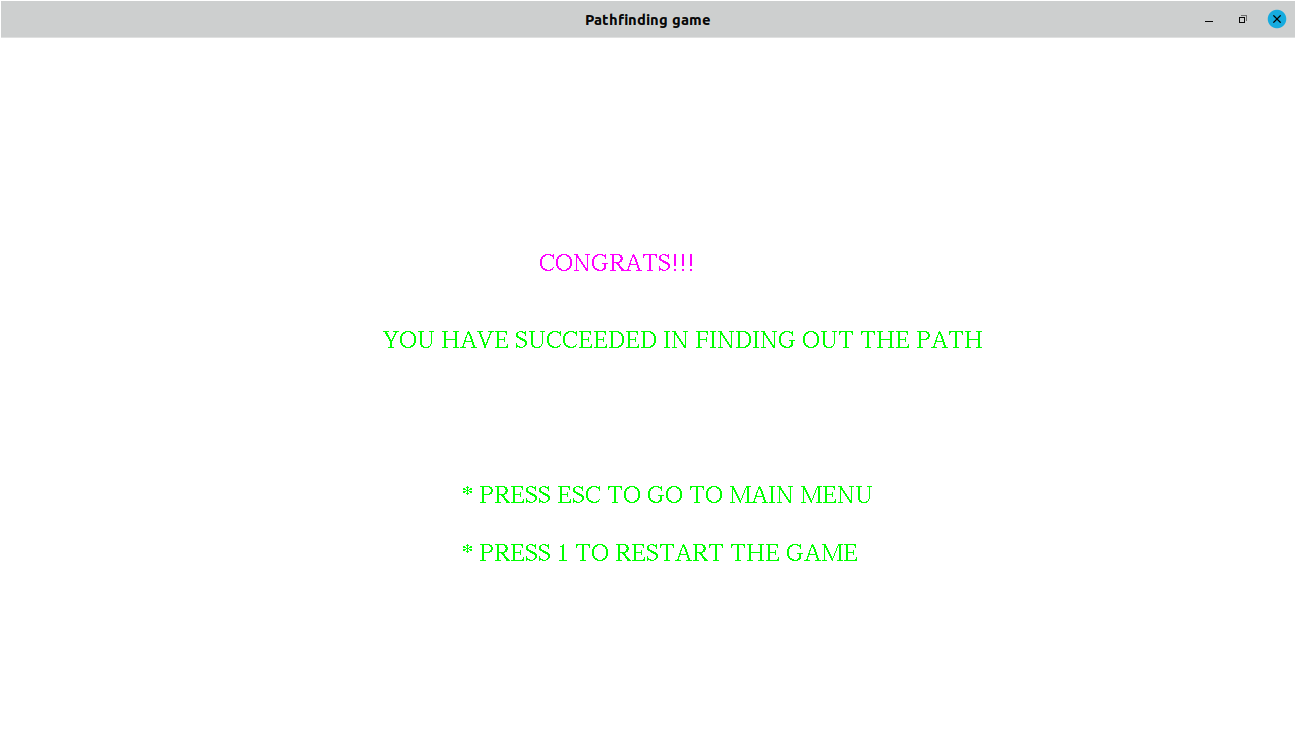 Pathfinding game
CONGRATS!!!
YOU HAVE SUCCEEDED IN FINDING OUT THE PATH
* PRESS ESC TO GO TO MAIN MENU
* PRESS 1 TO RESTART THE GAME